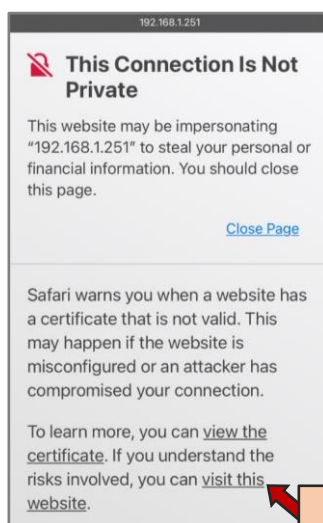 192.168.1.251
This Connection Is Not
Private
This website may be impersonating
"192.168.1.251" to steal your personal or
financial information. You should close
this page.
Close Page
Safari warns you when a website has
a certificate that is not valid. This
may happen if the website is
misconfigured or an attacker has
compromised your connection.
To learn more, you can view the
certificate. If you understand the
risks involved, you can visit this
website.